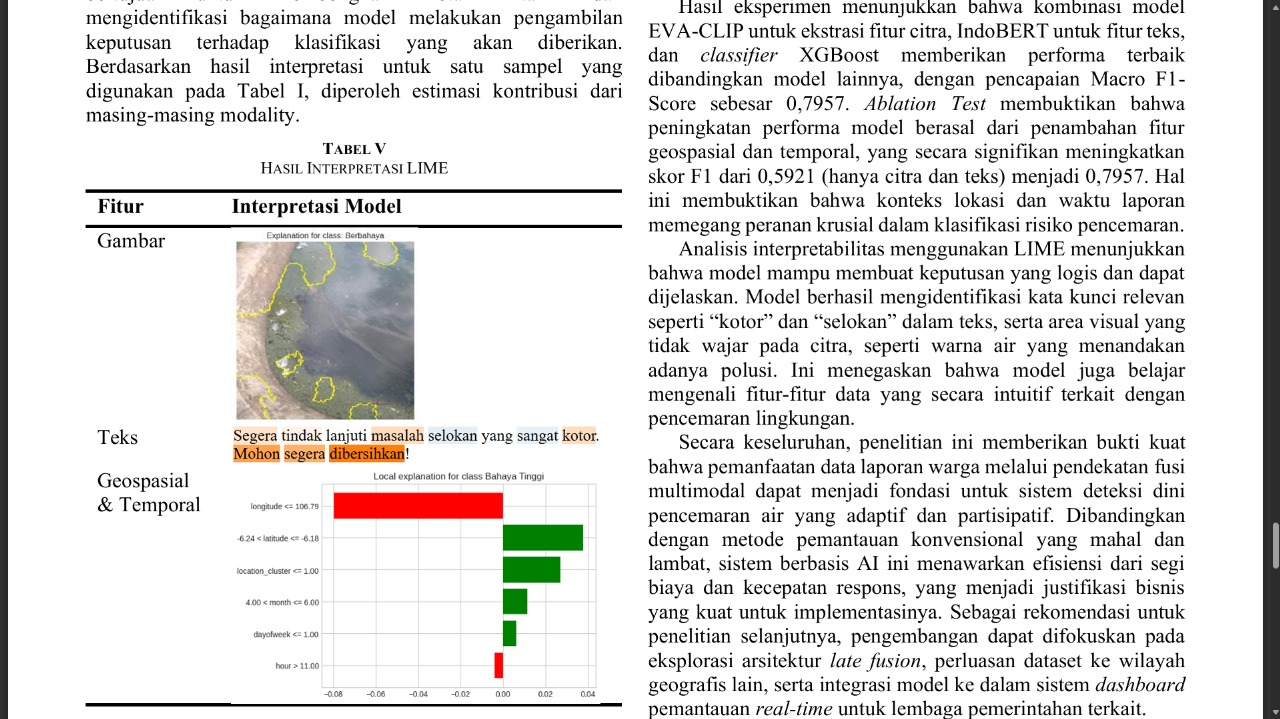 mengidentifikasi bagaimana model melakukan pengambilan
keputusan terhadap klasifikasi yang akan diberikan.
Berdasarkan hasil interpretasi untuk satu sampel yang
digunakan pada Tabel I, diperoleh estimasi kontribusi dari
masing-masing modality.
TABEL V
HASIL INTERPRETASI LIME
Fitur Interpretasi Model
Gambar
Explanation for class: Berbahaya
Teks
Segera tindak lanjuti masalah selokan yang sangat kotor.
Mohon segera dibersihkan!
Geospasial
& Temporal
Local explanation for class Bahaya Tinggi
longitude <= 106.79
-6.24 < latitude <= -6.18
location_cluster <= 1.00
4.00 < month <= 6.00
dayofweek <= 1.00
hour > 11.00
−0.08 −0.06 −0.04 −0.02 0.00 0.02 0.04
Hasil eksperimen menunjukkan bahwa kombinasi model
EVA-CLIP untuk ekstrasi fitur citra, IndoBERT untuk fitur teks,
dan classifier XGBoost memberikan performa terbaik
dibandingkan model lainnya, dengan pencapaian Macro F1-
Score sebesar 0,7957. Ablation Test membuktikan bahwa
peningkatan performa model berasal dari penambahan fitur
geospasial dan temporal, yang secara signifikan meningkatkan
skor F1 dari 0,5921 (hanya citra dan teks) menjadi 0,7957. Hal
ini membuktikan bahwa konteks lokasi dan waktu laporan
memegang peranan krusial dalam klasifikasi risiko pencemaran.
Analisis interpretabilitas menggunakan LIME menunjukkan
bahwa model mampu membuat keputusan yang logis dan dapat
dijelaskan. Model berhasil mengidentifikasi kata kunci relevan
seperti “kotor” dan “selokan” dalam teks, serta area visual yang
tidak wajar pada citra, seperti warna air yang menandakan
adanya polusi. Ini menegaskan bahwa model juga belajar
mengenali fitur-fitur data yang secara intuitif terkait dengan
pencemaran lingkungan.
Secara keseluruhan, penelitian ini memberikan bukti kuat
bahwa pemanfaatan data laporan warga melalui pendekatan fusi
multimodal dapat menjadi fondasi untuk sistem deteksi dini
pencemaran air yang adaptif dan partisipatif. Dibandingkan
dengan metode pemantauan konvensional yang mahal dan
lambat, sistem berbasis AI ini menawarkan efisiensi dari segi
biaya dan kecepatan respons, yang menjadi justifikasi bisnis
yang kuat untuk implementasinya. Sebagai rekomendasi untuk
penelitian selanjutnya, pengembangan dapat difokuskan pada
eksplorasi arsitektur late fusion, perluasan dataset ke wilayah
geografis lain, serta integrasi model ke dalam sistem dashboard
pemantauan real-time untuk lembaga pemerintahan terkait.